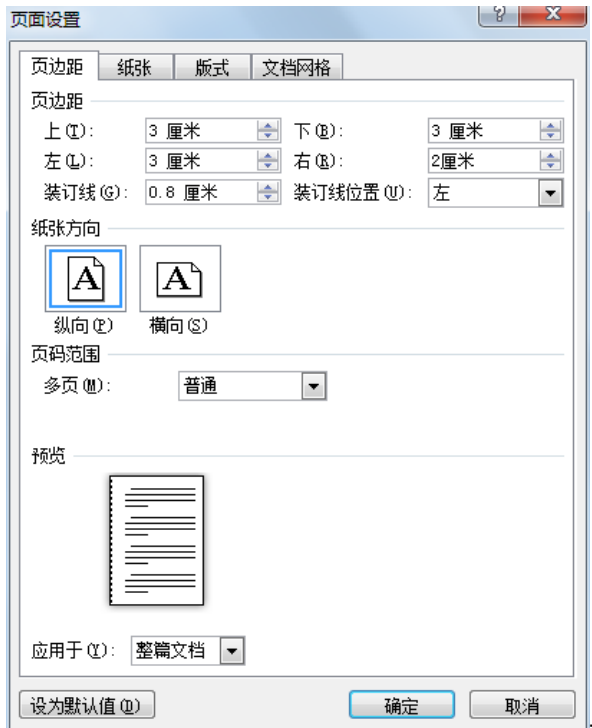 页面设置
页边距 纸张 版式 文档网格
页边距
上(T): 3 厘米 下(B): 3 厘米
左(L): 3 厘米 右(R): 2厘米
装订线(G): 0.8 厘米 装订线位置(U): 左
纸张方向
A A
纵向(P) 横向(S)
页码范围
多页(M): 普通
预览
应用于(Y): 整篇文档
设为默认值(D) 确定 取消